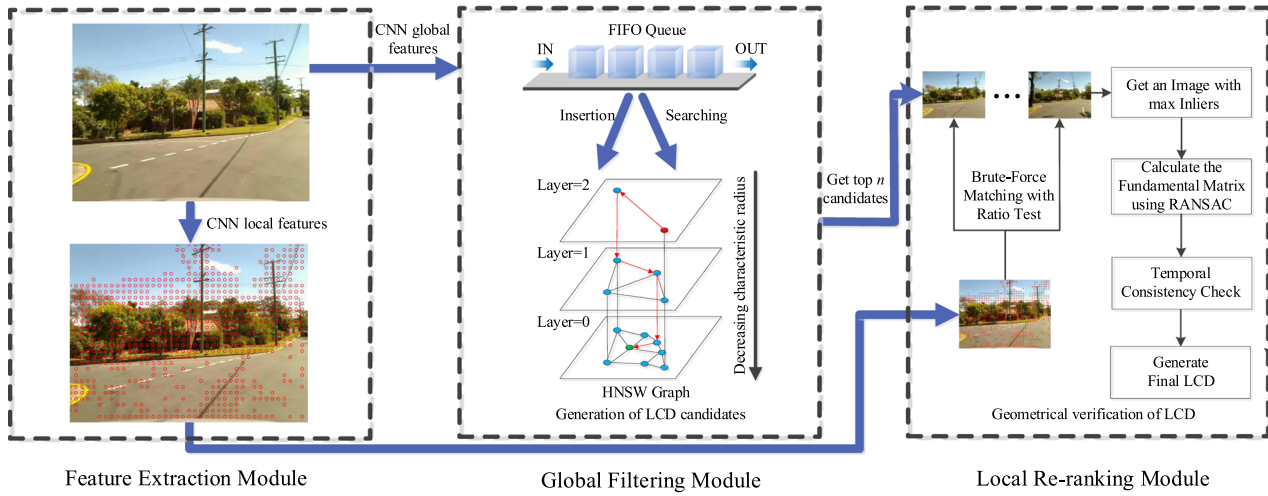 CNN local features
Feature Extraction Module
CNN global
features
FIFO Queue
IN
OUT
Insertion
Searching
Layer=2
Layer=1
Layer=0
Decreasing characteristic radius
HNSW Graph
Generation of LCD candidates
Global Filtering Module
Get top n
candidates
Brute-Force
Matching with
Ratio Test
Get an Image with
max Inliers
Calculate the
Fundamental Matrix
using RANSAC
Temporal
Consistency Check
Generate
Final LCD
Geometrical verification of LCD
Local Re-ranking Module